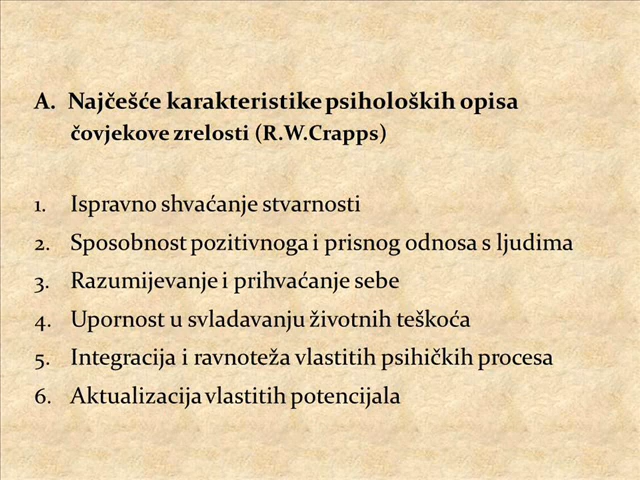 A. Najčešće karakteristike psiholoških opisa
čovjekove zrelosti (R.W.Crapps)
1. Ispravno shvaćanje stvarnosti
2. Sposobnost pozitivnoga i prisnog odnosa s ljudima
3. Razumijevanje i prihvaćanje sebe
4. Upornost u svladavanju životnih teškoća
5. Integracija i ravnoteža vlastitih psihičkih procesa
6. Aktualizacija vlastitih potencijala